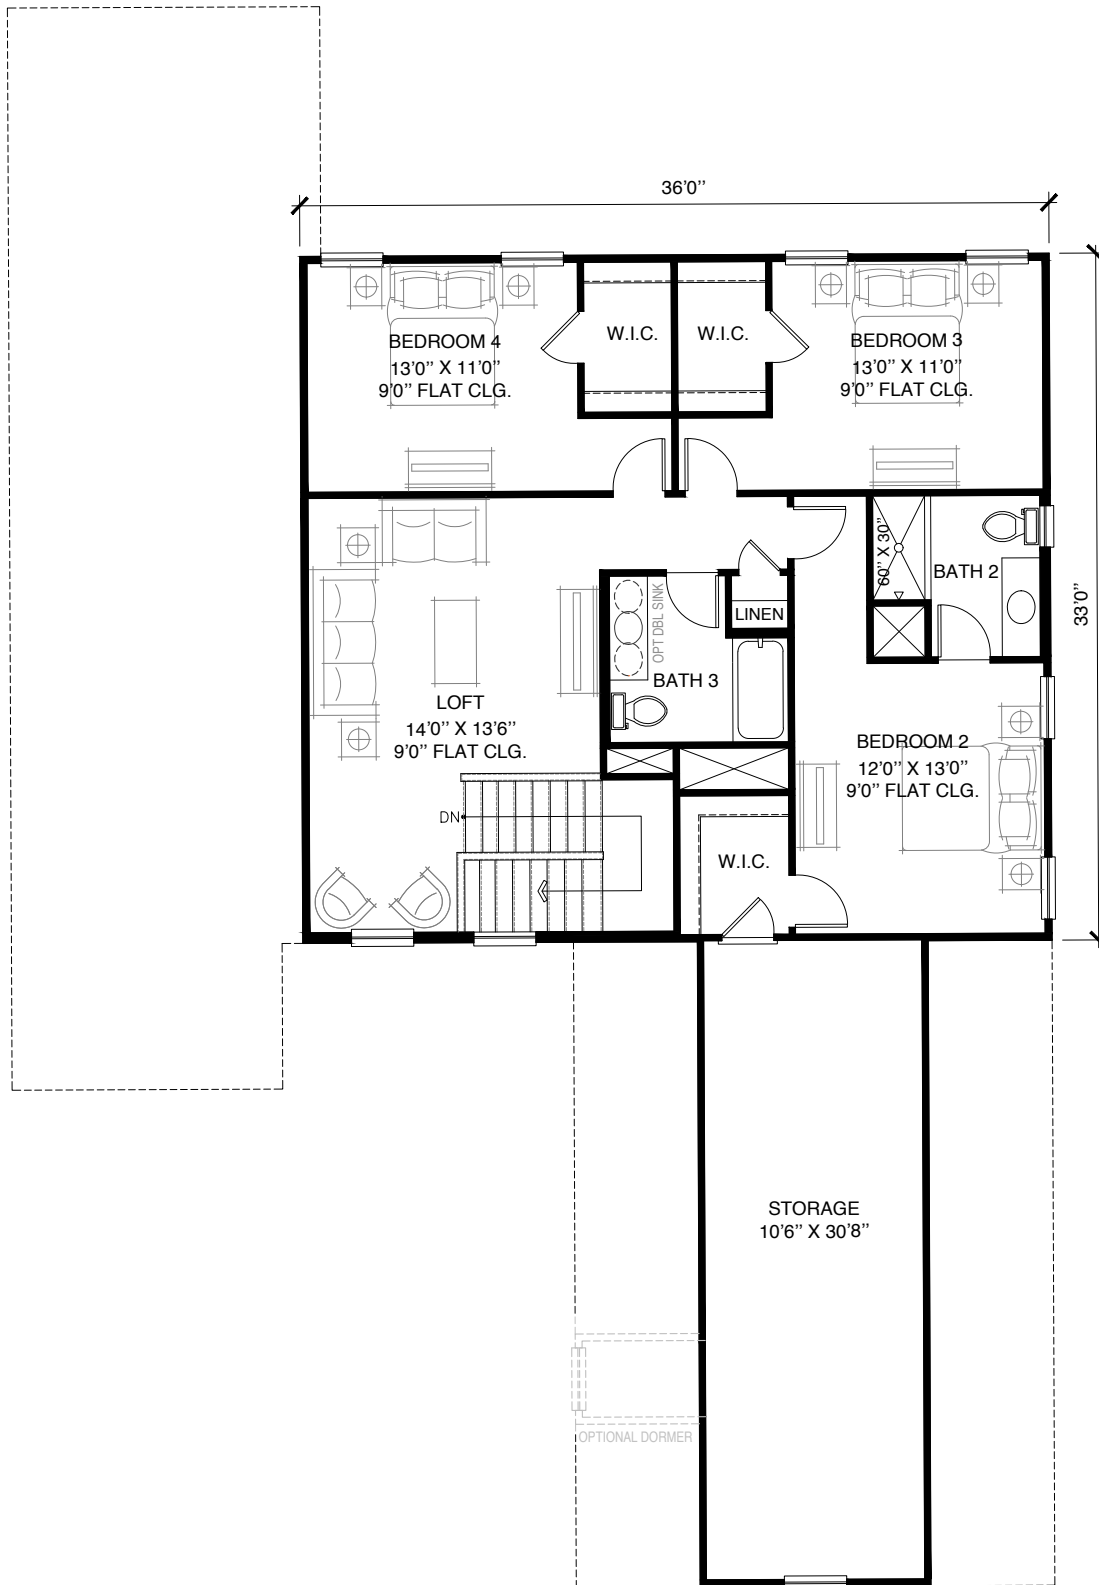 36'0''
BEDROOM 4
13'0'' X 11'0''
9'0'' FLAT CLG.
W.I.C.
W.I.C.
BEDROOM 3
13'0'' X 11'0''
9'0'' FLAT CLG.
60'' X 30''
BATH 2
33'0''
LINEN
OPT DBL SINK
BATH 3
LOFT
14'0'' X 13'6''
9'0'' FLAT CLG.
BEDROOM 2
12'0'' X 13'0''
9'0'' FLAT CLG.
DN
W.I.C.
STORAGE
10'6'' X 30'8''
OPTIONAL DORMER